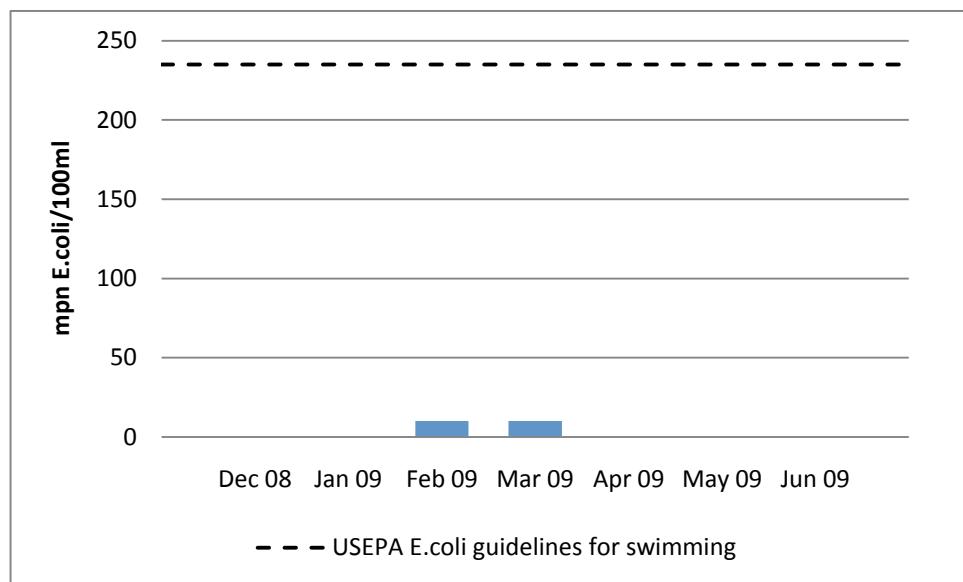 250
200
150
100
50
0
mpn E.coli/100ml
Dec 08 Jan 09 Feb 09 Mar 09 Apr 09 May 09 Jun 09
USEPA E.coli guidelines for swimming